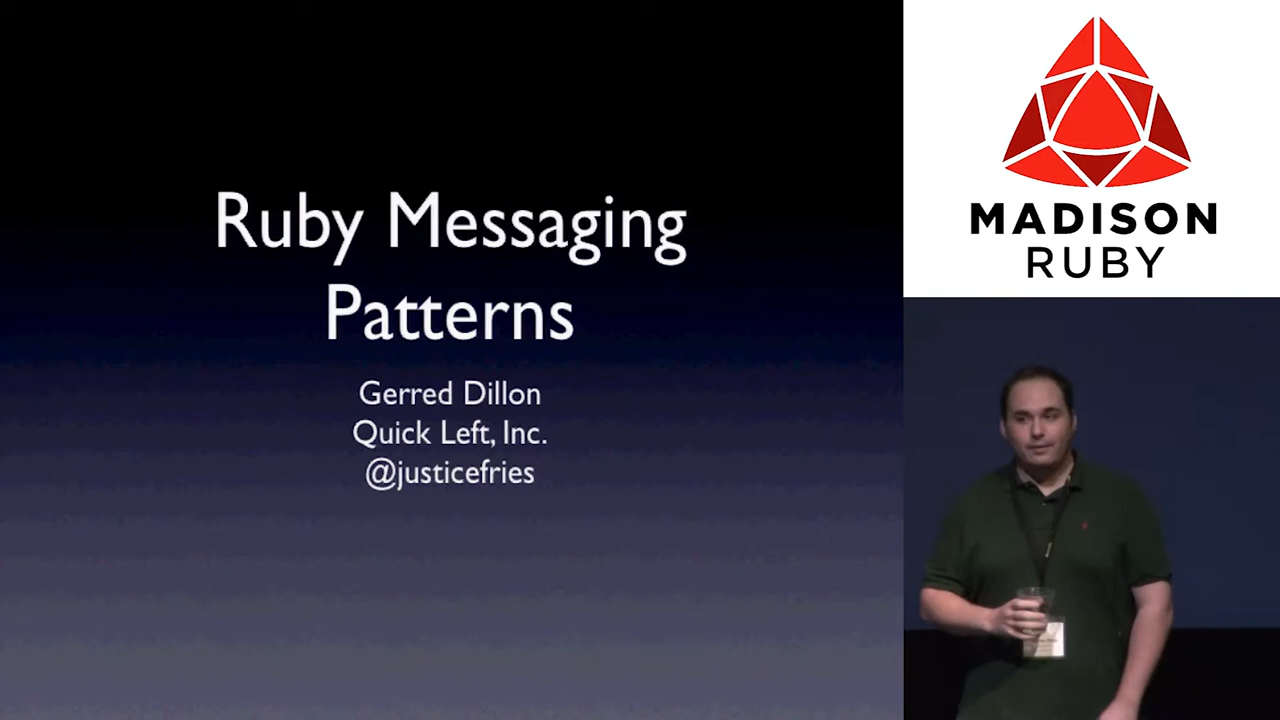 Ruby Messaging
Patterns
Gerred Dillon
Quick Left, Inc.
@justicefries
MADISON
RUBY